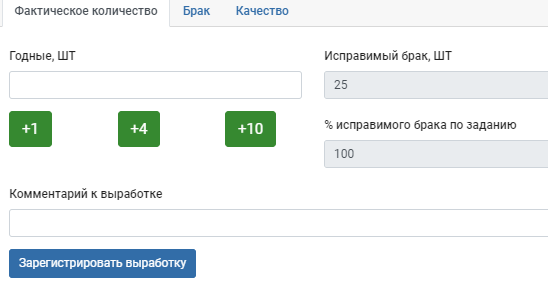 Фактическое количество Брак Качество
Годные, ШТ Исправимый брак, ШТ
25
+1 +4 +10
% исправимого брака по заданию
100
Комментарий к выработке
Зарегистрировать выработку